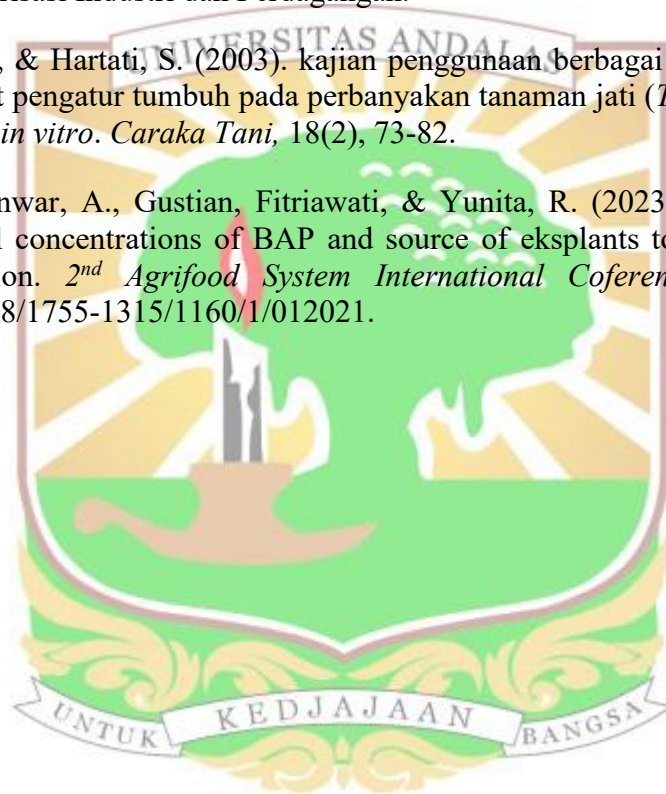 Industri dan Perdagangan.
UNIVERSITAS ANDALAS
, & Hartati, S. (2003). kajian penggunaan berbagai
t pengatur tumbuh pada perbanyakan tanaman jati (T
in vitro. Caraka Tani, 18(2), 73-82.
nwar, A., Gustian, Fitriawati, & Yunita, R. (2023
l concentrations of BAP and source of eksplants to
on. 2nd Agrifood System International Coferen
8/1755-1315/1160/1/012021.
UNTUK KEDJAJAAN BANGSA